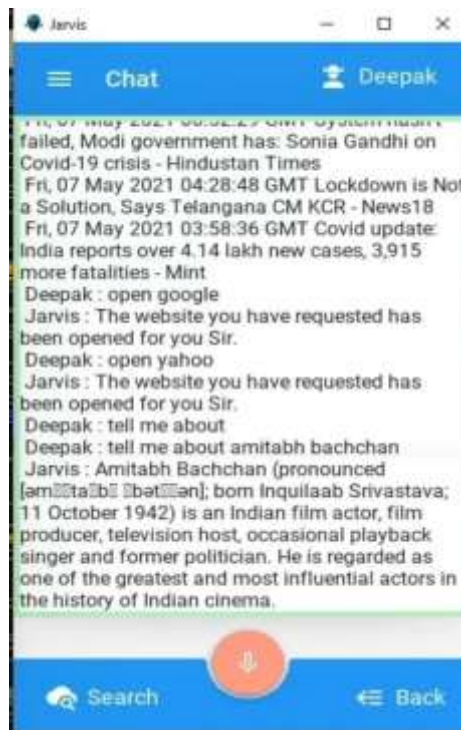 Jarvis
Chat
Deepak
failed, Modi government has: Sonia Gandhi on
Covid-19 crisis - Hindustan Times
Fri, 07 May 2021 04:28:48 GMT Lockdown is Not
a Solution, Says Telangana CM KCR - News18
Fri, 07 May 2021 03:58:36 GMT Covid update:
India reports over 4.14 lakh new cases, 3,915
more fatalities - Mint
Deepak : open google
Jarvis : The website you have requested has
been opened for you Sir.
Deepak : open yahoo
Jarvis : The website you have requested has
been opened for you Sir.
Deepak : tell me about
Deepak : tell me about amitabh bachchan
Jarvis : Amitabh Bachchan (pronounced
born Inquilaab Srivastava;
11 October 1942) is an Indian film actor, film
producer, television host, occasional playback
singer and former politician. He is regarded as
one of the greatest and most influential actors in
the history of Indian cinema.
Search
Back